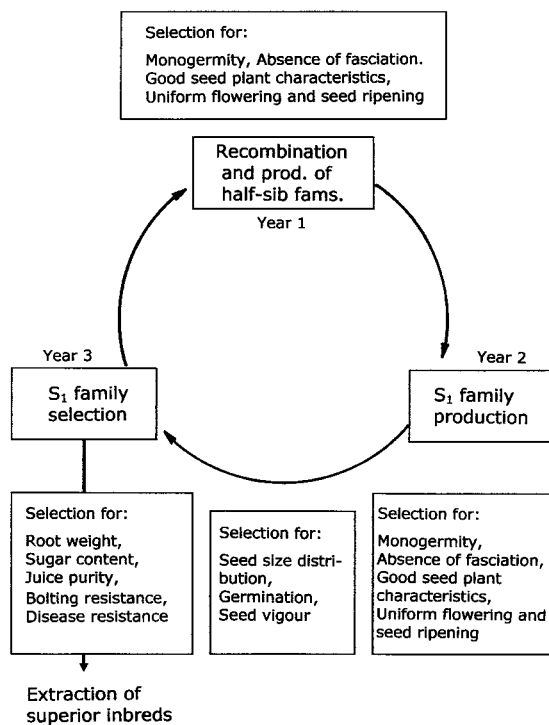 Selection for:
Monogermity, Absence of fasciation.
Good seed plant characteristics,
Uniform flowering and seed ripening
Recombination
and prod. of
half-sib fams.
Year 1
Year 3
S₁ family
selection
Year 2
S₁ family
production
Selection for:
Root weight,
Sugar content,
Juice purity,
Bolting resistance,
Disease resistance
Selection for:
Seed size distri-
bution,
Germination,
Seed vigour
Selection for:
Monogermity,
Absence of fasciation,
Good seed plant
characteristics,
Uniform flowering and
seed ripening
Extraction of
superior inbreds